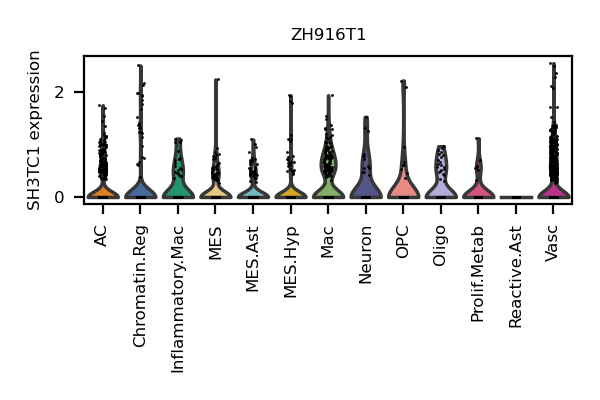 ZH916T1
SH3TC1 expression
2
0
AC
Chromatin.Reg
Inflammatory.Mac
MES
MES.Ast
MES.Hyp
Mac
Neuron
OPC
Oligo
Prolif.Metab
Reactive.Ast
Vasc